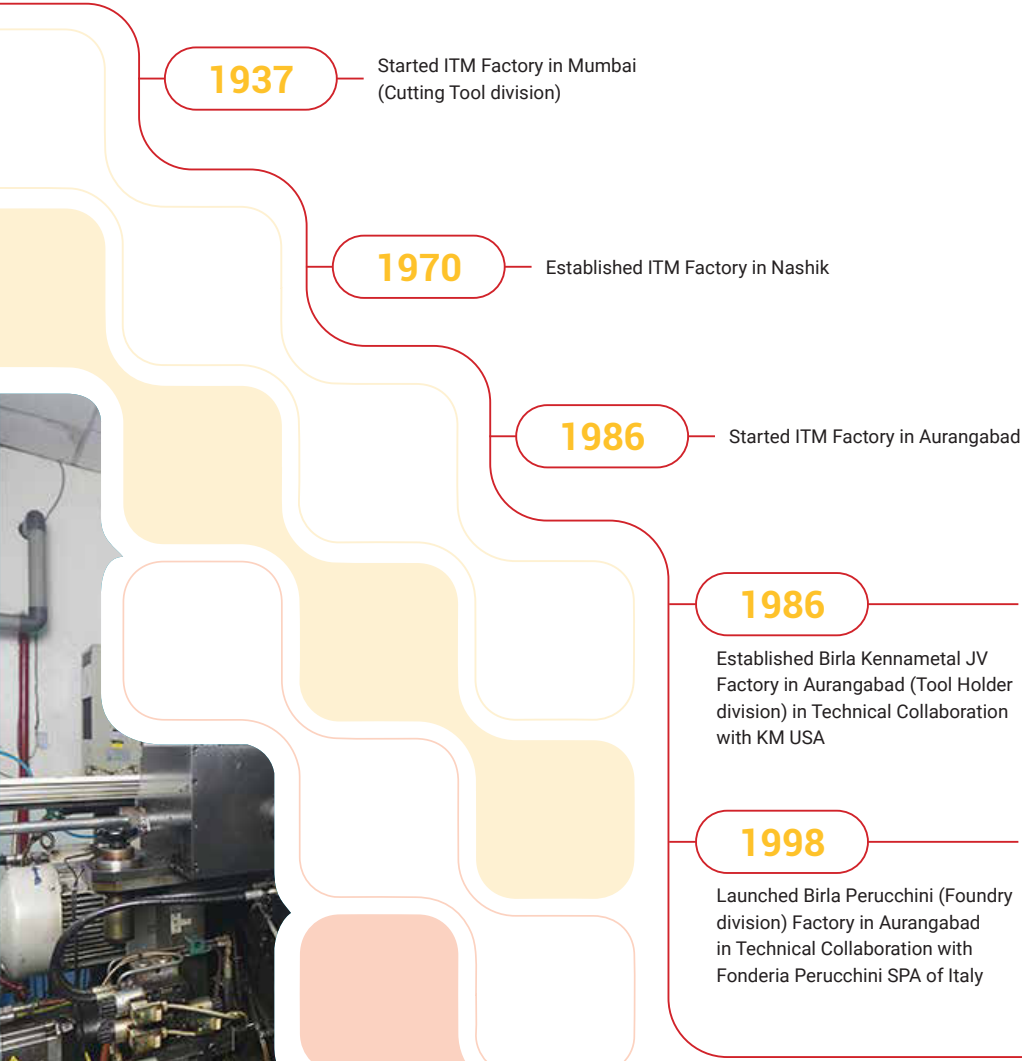 1937
Started ITM Factory in Mumbai
(Cutting Tool division)
1970
Established ITM Factory in Nashik
1986
Started ITM Factory in Aurangabad
1986
Established Birla Kennametal JV
Factory in Aurangabad (Tool Holder
division) in Technical Collaboration
with KM USA
1998
Launched Birla Perucchini (Foundry
division) Factory in Aurangabad
in Technical Collaboration with
Fonderia Perucchini SPA of Italy